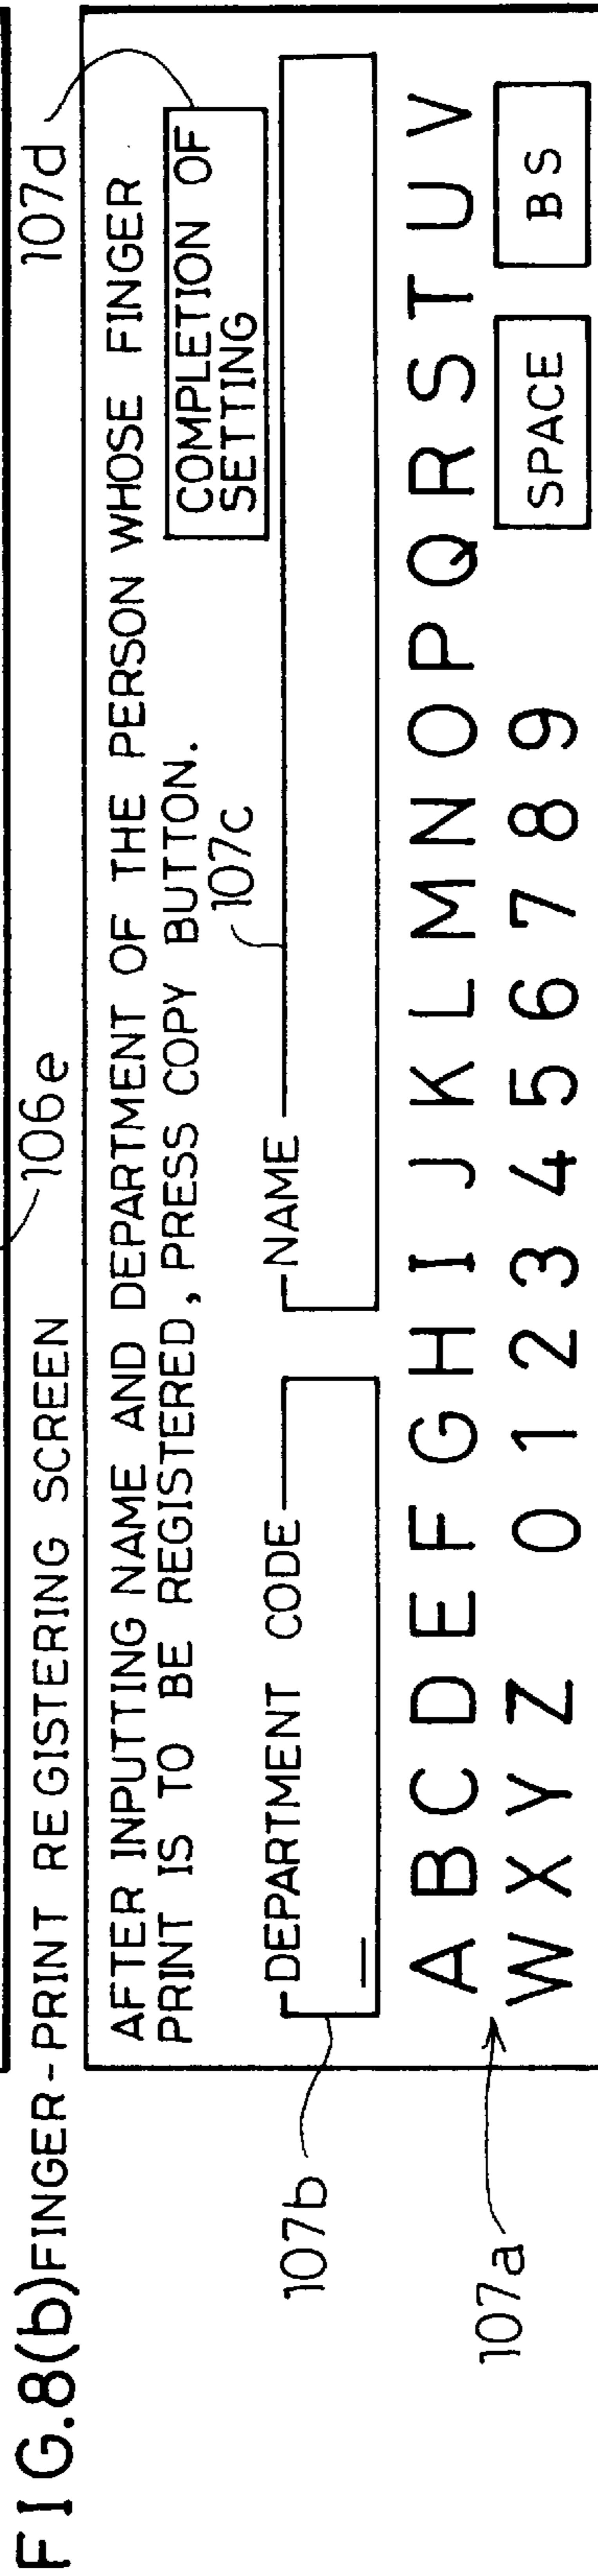 106e
107d
FIG.8(b) FINGER-PRINT REGISTERING SCREEN
AFTER INPUTTING NAME AND DEPARTMENT OF THE PERSON WHOSE FINGER
PRINT IS TO BE REGISTERED, PRESS COPY BUTTON.
COMPLETION OF
SETTING
107c
107b
DEPARTMENT CODE
NAME
A B C D E F G H I J K L M N O P Q R S T U V
W X Y Z 0 1 2 3 4 5 6 7 8 9 SPACE BS
107a